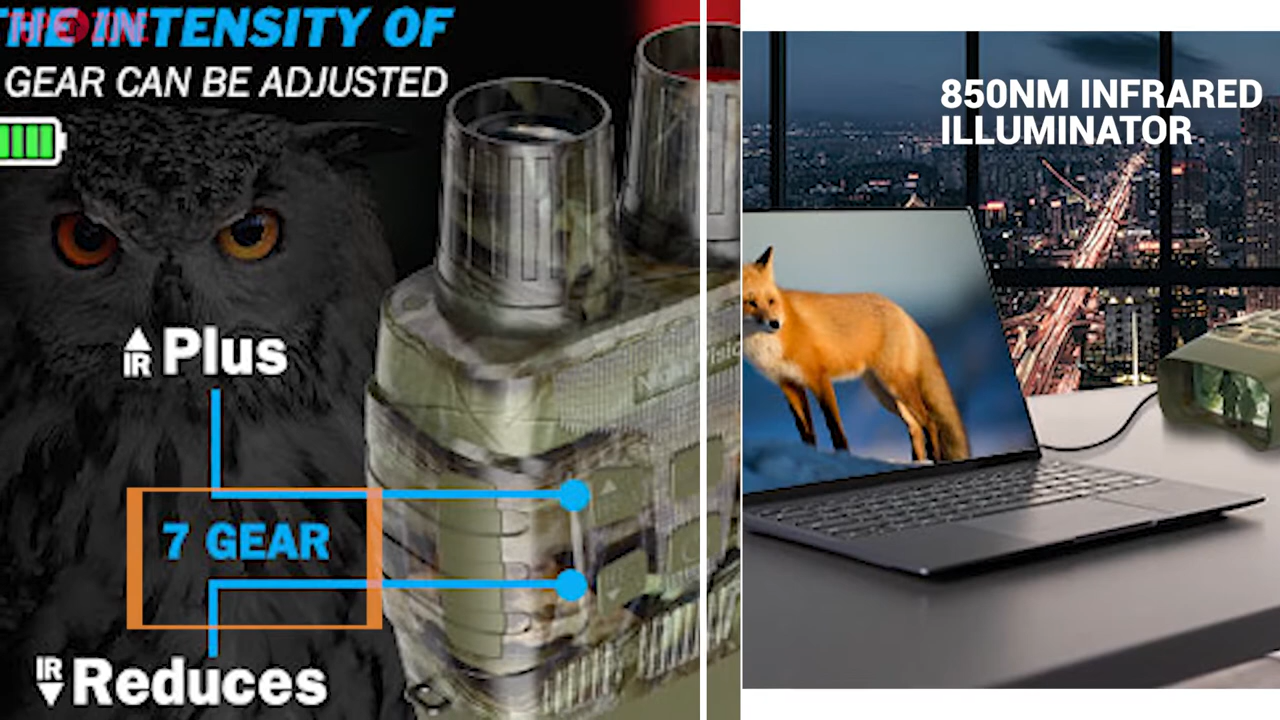 THE INTENSITY OF
GEAR CAN BE ADJUSTED
IR Plus
7 GEAR
IR Reduces
850NM INFRARED
ILLUMINATOR